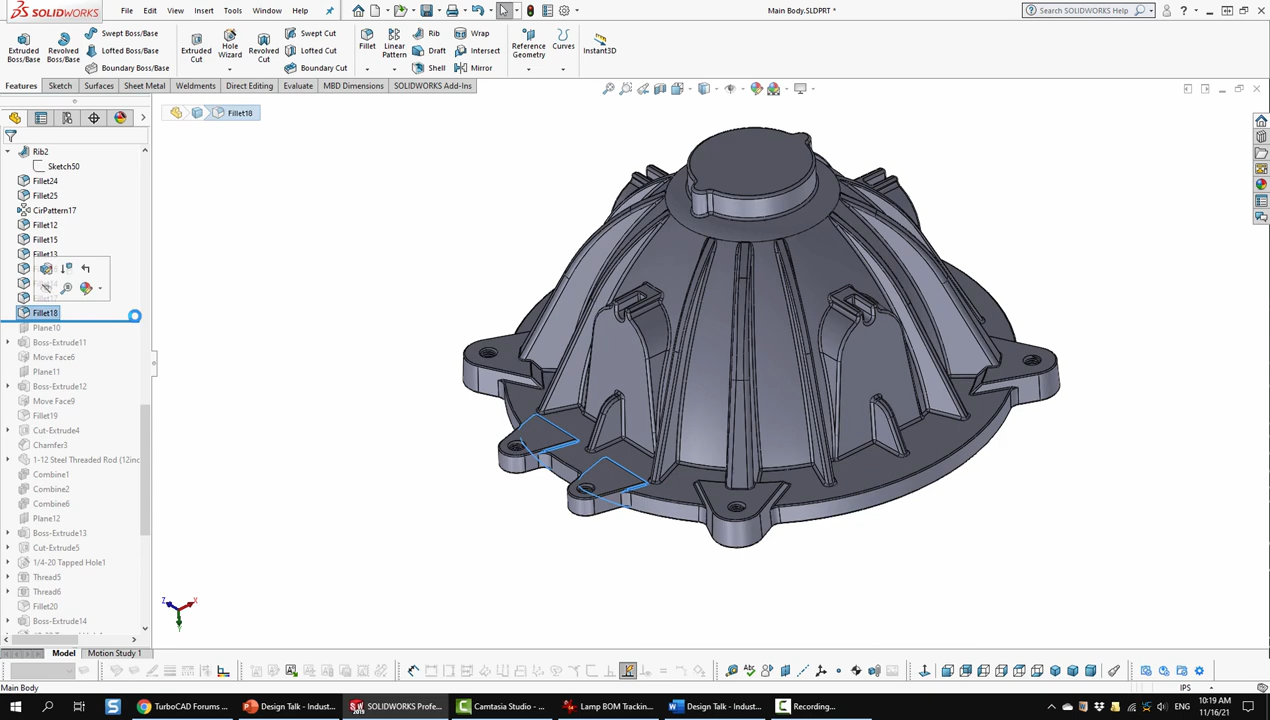 SOLIDWORKS
File Edit View Insert Tools Window Help
Main Body.SLDPRT *
Search SOLIDWORKS Help
Extruded Boss/Base
Revolved Boss/Base
Swept Boss/Base
Lofted Boss/Base
Boundary Boss/Base
Extruded Cut
Hole Wizard
Revolved Cut
Swept Cut
Lofted Cut
Boundary Cut
Fillet
Linear Pattern
Rib
Draft
Shell
Wrap
Intersect
Mirror
Reference Geometry
Curves
Instant3D
Features Sketch Surfaces Sheet Metal Weldments Direct Editing Evaluate MBD Dimensions SOLIDWORKS Add-Ins
Fillet18
Rib2
Sketch50
Fillet24
Fillet25
CirPattern17
Fillet12
Fillet15
Fillet13
Fillet18
Plane10
Boss-Extrude11
Move Face6
Plane11
Boss-Extrude12
Move Face9
Fillet19
Cut-Extrude4
Chamfer3
1-12 Steel Threaded Rod (12inc
Combine1
Combine2
Combine6
Plane12
Boss-Extrude13
Cut-Extrude5
1/4-20 Tapped Hole1
Thread5
Thread6
Fillet20
Boss-Extrude14
Z X Y
Model Motion Study 1
Main Body
IPS
TurboCAD Forums ...
Design Talk - Indust...
SOLIDWORKS Profe...
Camtasia Studio - ...
Lamp BOM Trackin...
Design Talk - Indust...
Recording...
ENG
10:19 AM
11/16/21